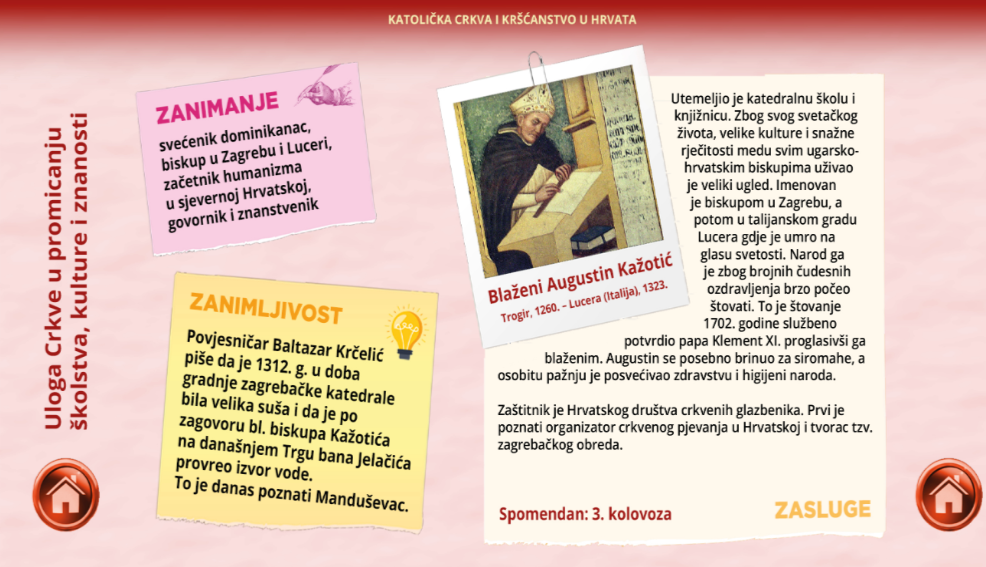 KATOLIČKA CRKVA I KRŠĆANSTVO U HRVATA
Uloga Crkve u promicanju
školstva, kulture i znanosti
ZANIMANJE
svećenik dominikanac,
biskup u Zagrebu i Luceri,
začetnik humanizma
u sjevernoj Hrvatskoj,
govornik i znanstvenik
ZANIMLJIVOST
Povjesničar Baltazar Krčelić
piše da je 1312. g. u doba
gradnje zagrebačke katedrale
bila velika suša i da je po
zagovoru bl. biskupa Kažotića
na današnjem Trgu bana Jelačića
provreo izvor vode.
To je danas poznati Manduševac.
Blaženi Augustin Kažotić
Trogir, 1260. – Lucera (Italija), 1323.
Utemeljio je katedralnu školu i
knjižnicu. Zbog svog svetačkog
života, velike kulture i snažne
rječitosti medu svim ugarsko-
hrvatskim biskupima uživao
je veliki ugled. Imenovan
je biskupom u Zagrebu, a
potom u talijanskom gradu
Lucera gdje je umro na
glasu svetosti. Narod ga
je zbog brojnih čudesnih
ozdravljenja brzo počeo
štovati. To je štovanje
1702. godine službeno
potvrdio papa Klement XI. proglasivši ga
blaženim. Augustin se posebno brinuo za siromahe, a
osobitu pažnju je posvećivao zdravstvu i higijeni naroda.
Zaštitnik je Hrvatskog društva crkvenih glazbenika. Prvi je
poznati organizator crkvenog pjevanja u Hrvatskoj i tvorac tzv.
zagrebačkog obreda.
Spomendan: 3. kolovoza
ZASLUGE